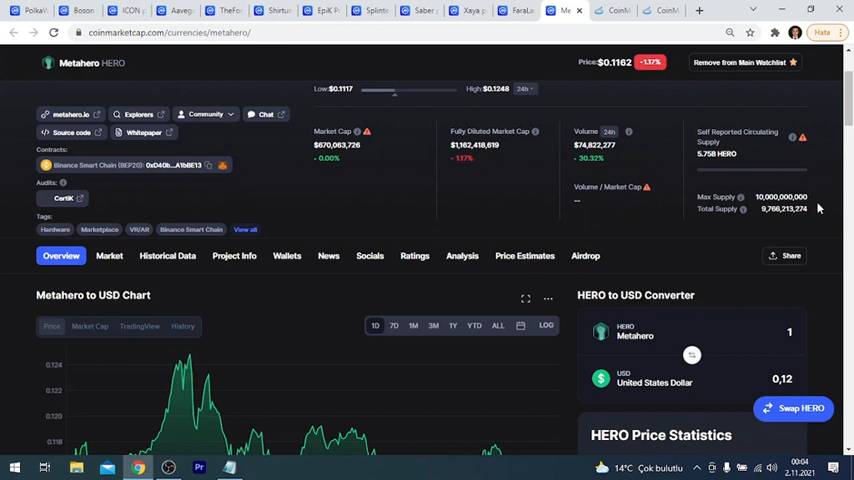 PolkaW Boson ICON p Aavego TheFor Shirtum EpiK Pr Splinte Saber p Xaya p FaraLa Me CoinM CoinM
coinmarketcap.com/currencies/metahero/ Hata
Metahero HERO Price:$0.1162 -1.17% Remove from Main Watchlist
Low:$0.1117 High:$0.1248 24h
metahero.io Explorers Community Chat
Source code Whitepaper
Contracts:
Binance Smart Chain (BEP20): 0xD40b...A1bBE13
Audits:
CertiK
Tags:
Hardware Marketplace VR/AR Binance Smart Chain View all
Market Cap
$670,063,726
0.00%
Fully Diluted Market Cap
$1,162,418,619
1.17%
Volume 24h
$74,822,277
30.32%
Volume / Market Cap
--
Self Reported Circulating
Supply
5.75B HERO
Max Supply 10,000,000,000
Total Supply 9,766,213,274
Overview Market Historical Data Project Info Wallets News Socials Ratings Analysis Price Estimates Airdrop Share
Metahero to USD Chart
Price Market Cap TradingView History 1D 7D 1M 3M 1Y YTD ALL LOG
0.124
0.122
0.120
0.118
HERO to USD Converter
HERO
Metahero 1
USD
United States Dollar 0,12
Swap HERO
HERO Price Statistics
Pr 14°C Çok bulutlu 00:04
2.11.2021